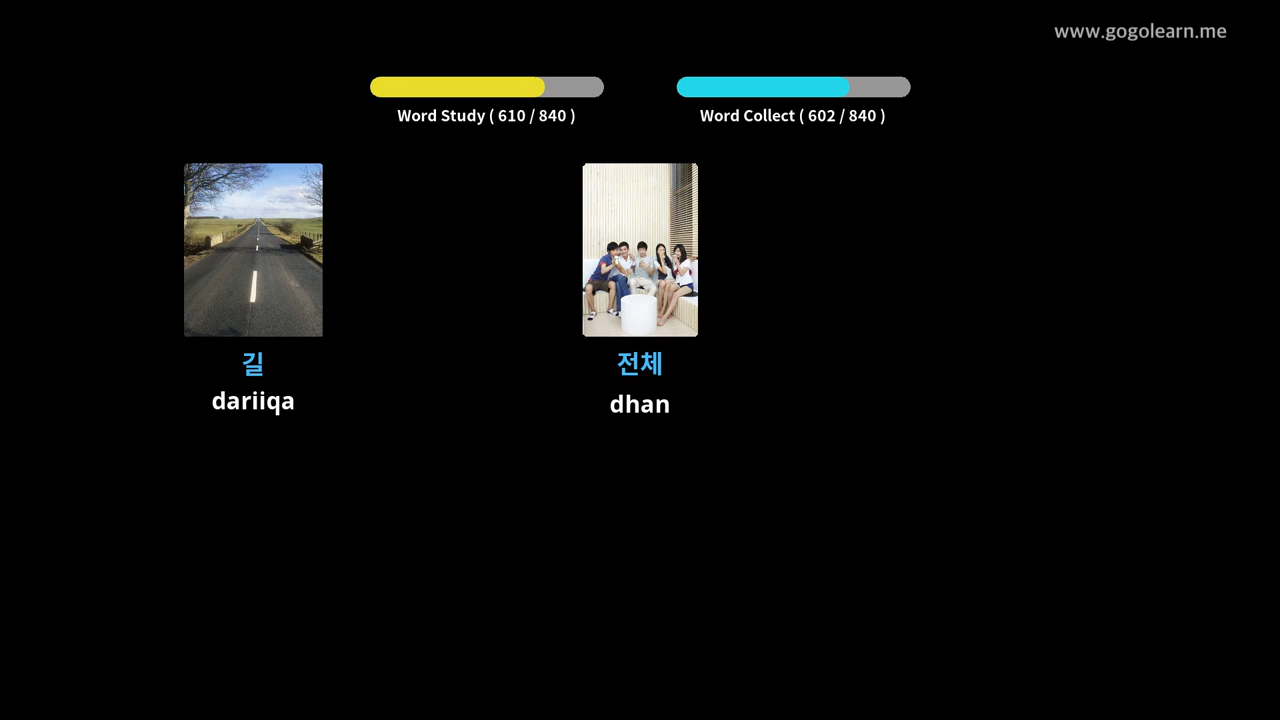 www.gogolearn.me
Word Study ( 610 / 840 )
Word Collect ( 602 / 840 )
길
dariiqa
전체
dhan